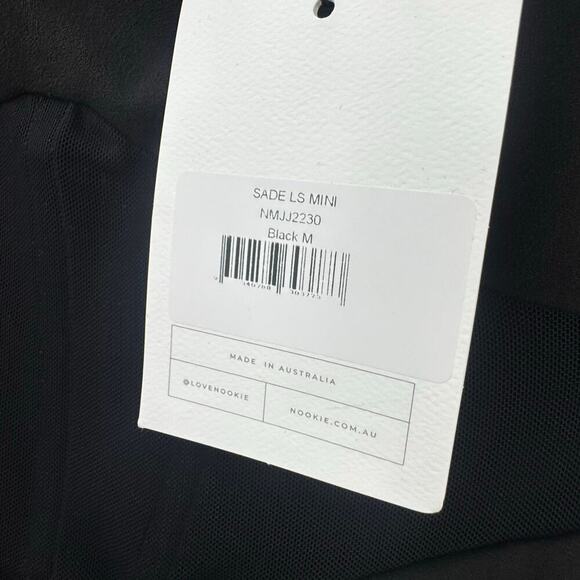 SADE LS MINI
NMJJ2230
Black M
MADE IN AUSTRALIA
@LOVENOOKIE
NOOKIE.COM.AU